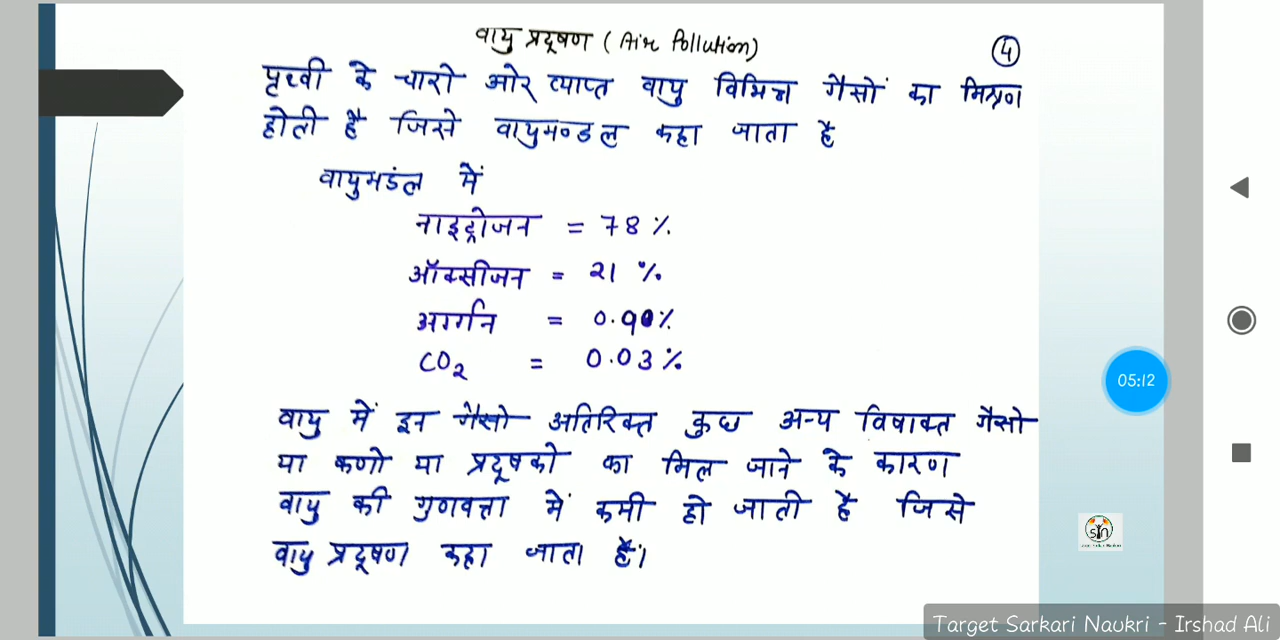 वायु प्रदूषण (Air Pollution)
4
पृथ्वी के चारो ओर व्याप्त वायु विभिन्न गैसों का मिश्रण
होती है जिसे वायुमण्डल कहा जाता है
वायुमडंल में
नाइट्रोजन = 78 %
ऑक्सीजन = 21 %
आर्गन = 0.90%
CO2 = 0.03 %
वायु में इन गैसो अतिरिक्त कुछ अन्य विषाक्त गैसो
या कणो या प्रदूषको का मिल जाने के कारण
वायु की गुणवत्ता में कमी हो जाती है जिसे
वायु प्रदूषण कहा जाता है।
05:12
Target Sarkari Naukri - Irshad Ali